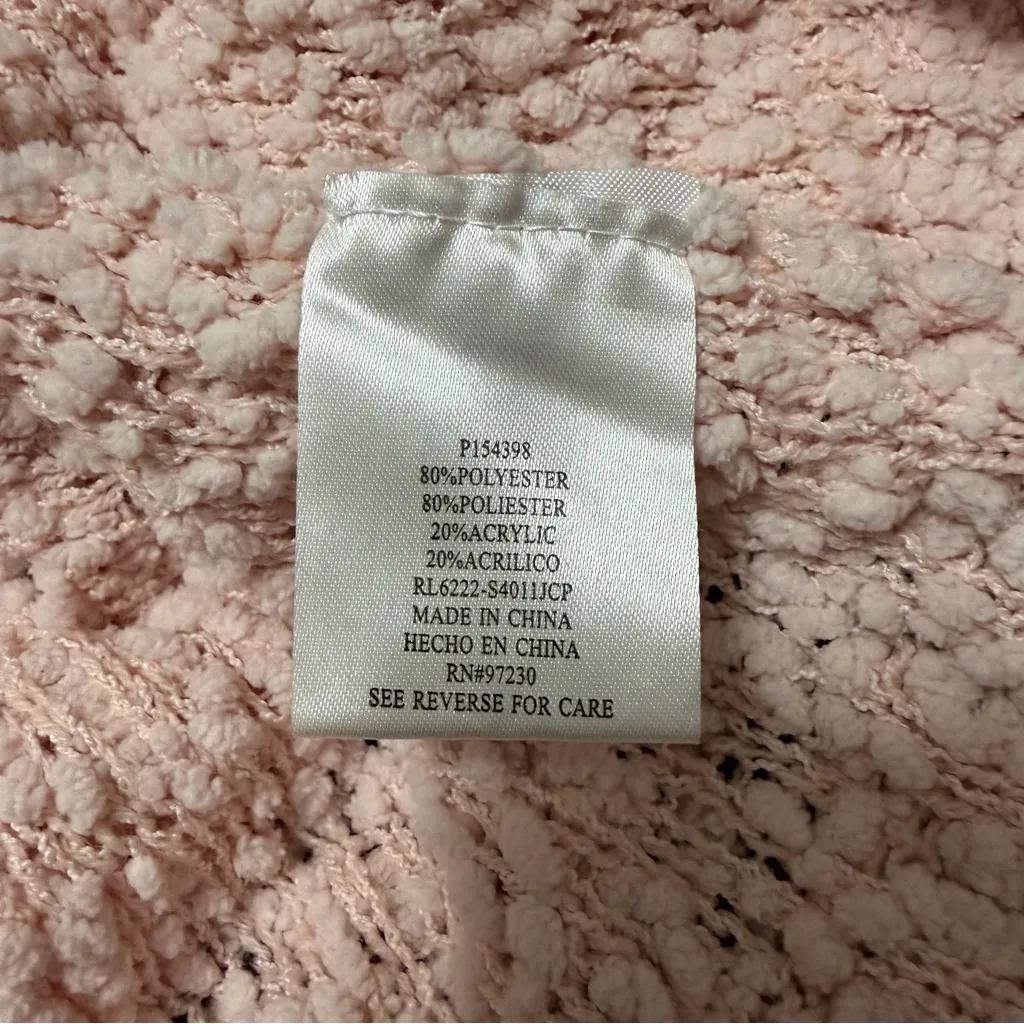 P154398
80%POLYESTER
80%POLIESTER
20%ACRYLIC
20%ACRILICO
RL6222-S4011JCP
MADE IN CHINA
HECHO EN CHINA
RN#97230
SEE REVERSE FOR CARE